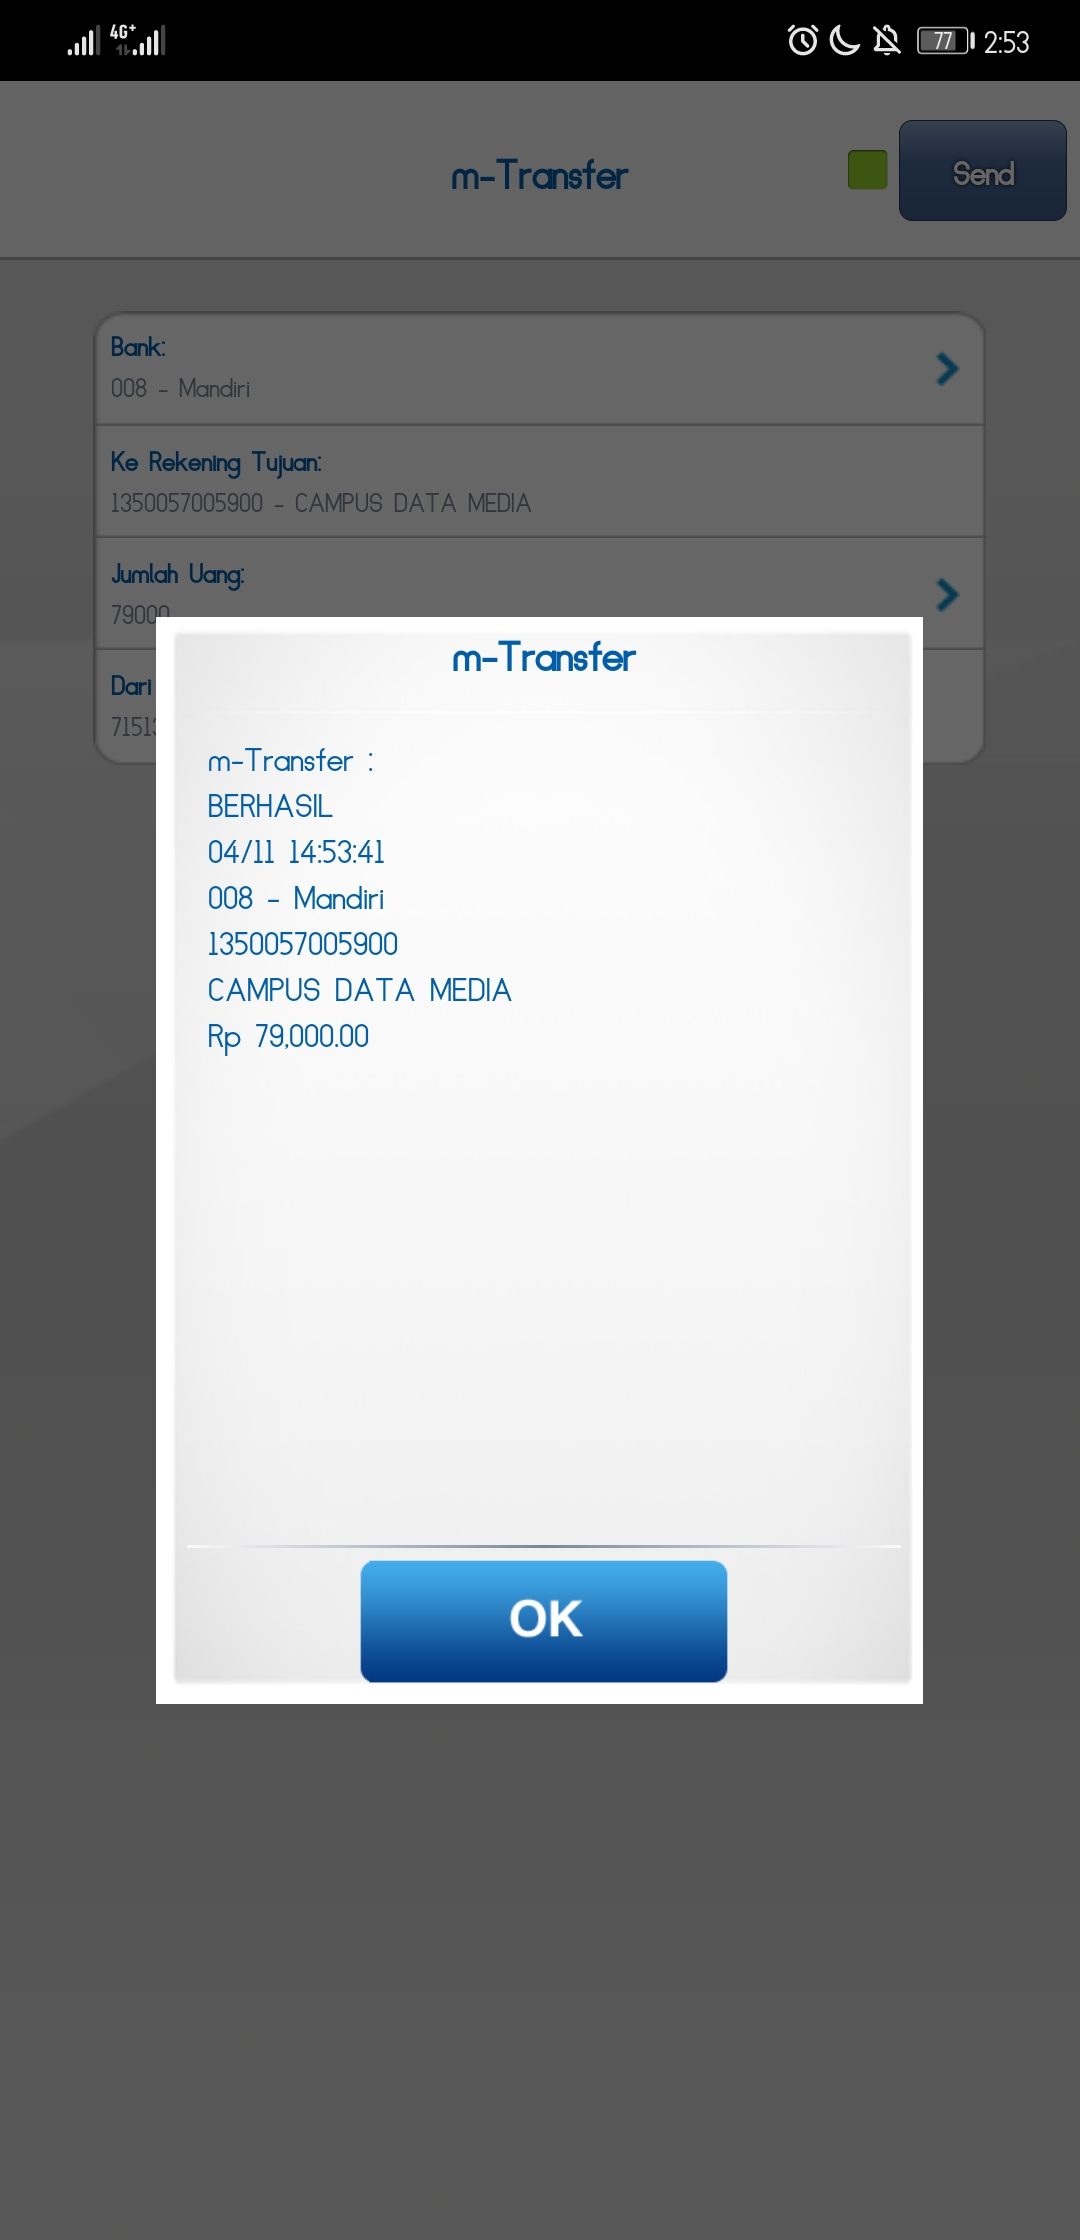 4G+
77
2:53
m-Transfer
Send
Bank:
008 - Mandiri
Ke Rekening Tujuan:
1350057005900 - CAMPUS DATA MEDIA
Jumlah Uang:
79000
Dari
m-Transfer
m-Transfer :
BERHASIL
04/11 14:53:41
008 - Mandiri
1350057005900
CAMPUS DATA MEDIA
Rp 79,000.00
OK